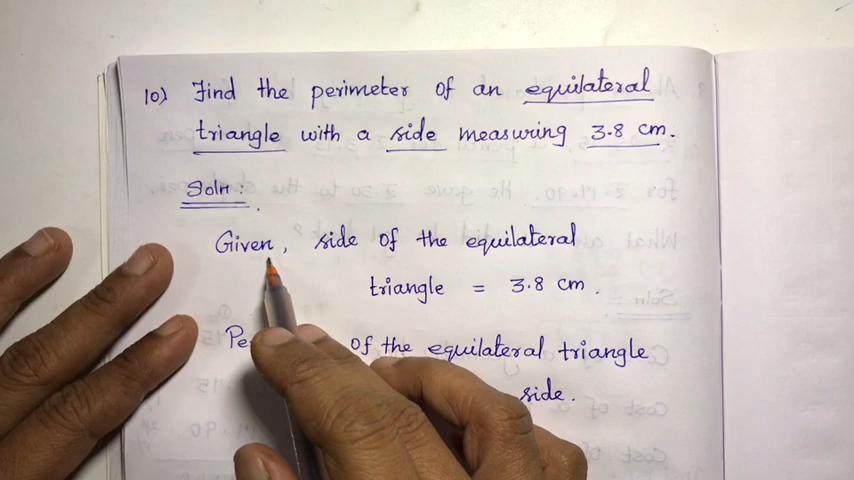 10) Find the perimeter of an equilateral
triangle with a side measuring 3.8 cm.
Soln:
Given, side of the equilateral
triangle = 3.8 cm.
of the equilateral triangle
side.